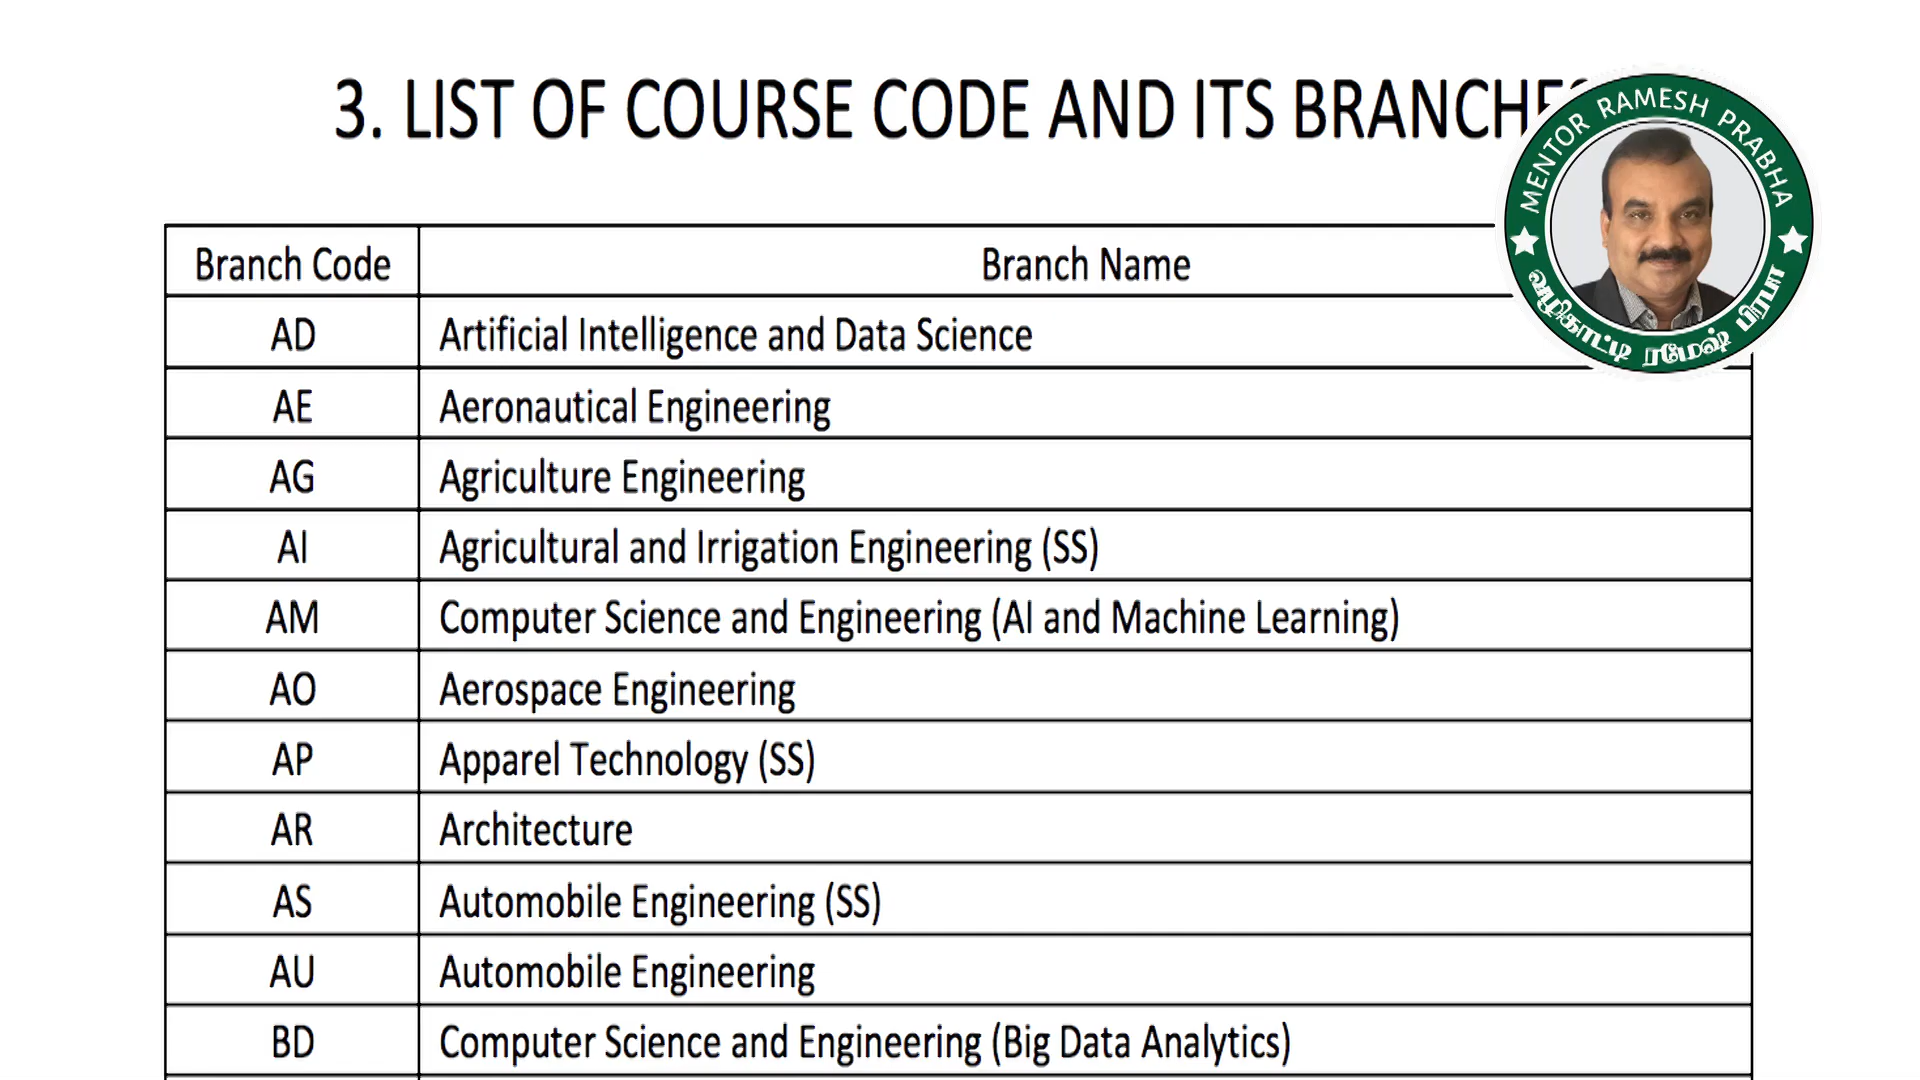 3. LIST OF COURSE CODE AND ITS BRANCHES
MENTOR RAMESH PRABHA
வழிகாட்டி ரமேஷ் பிரபா
Branch Code Branch Name
AD Artificial Intelligence and Data Science
AE Aeronautical Engineering
AG Agriculture Engineering
AI Agricultural and Irrigation Engineering (SS)
AM Computer Science and Engineering (AI and Machine Learning)
AO Aerospace Engineering
AP Apparel Technology (SS)
AR Architecture
AS Automobile Engineering (SS)
AU Automobile Engineering
BD Computer Science and Engineering (Big Data Analytics)